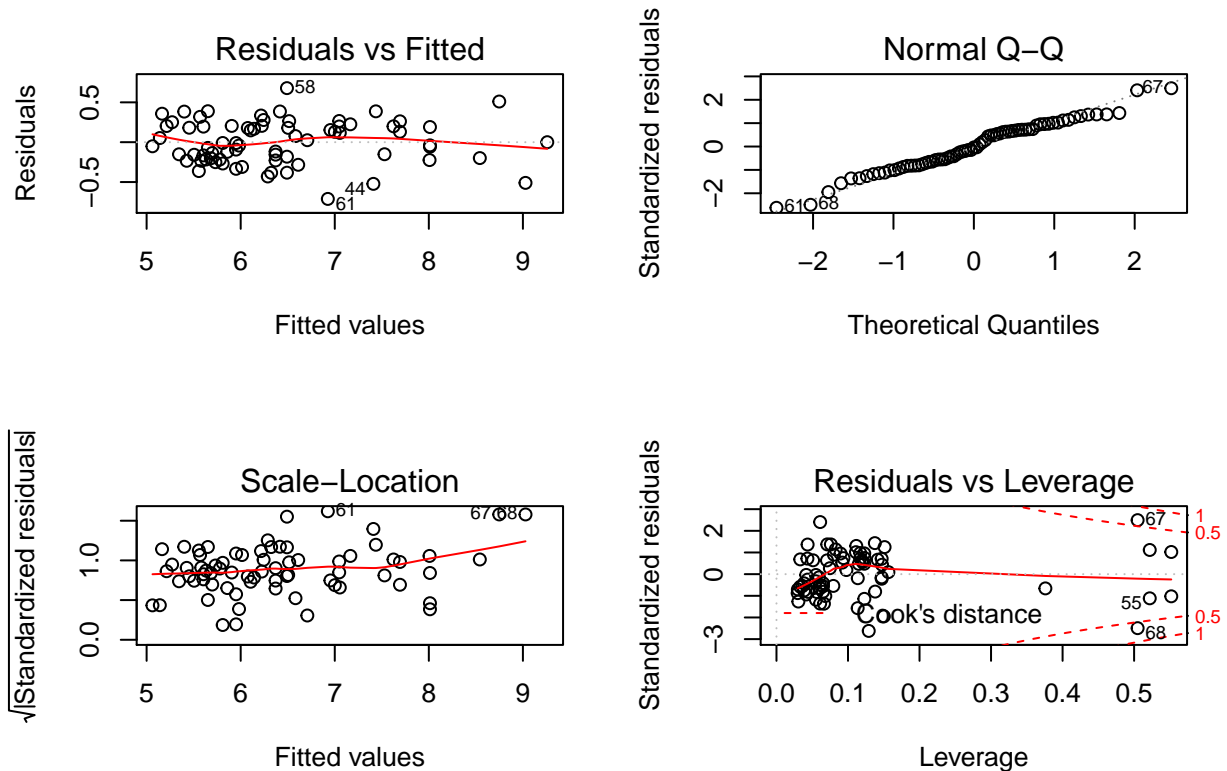 Residuals vs Fitted
Residuals
0.5
−0.5
58
44
61
5 6 7 8 9
Fitted values
Normal Q−Q
Standardized residuals
2
0
−2
67
61
68
−2 −1 0 1 2
Theoretical Quantiles
Scale−Location
√|Standardized residuals|
1.0
0.0
61
67
68
5 6 7 8 9
Fitted values
Residuals vs Leverage
Standardized residuals
2
0
−3
67
55
68
1
0.5
0.5
1
Cook's distance
0.0 0.1 0.2 0.3 0.4 0.5
Leverage